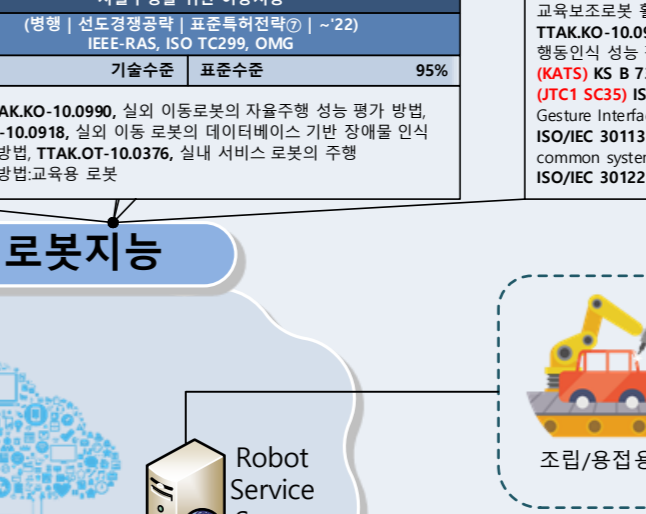 (병행 | 선도경쟁공략 | 표준특허전략⑦ | ~'22)
IEEE-RAS, ISO TC299, OMG
기술수준 표준수준 95%
AK.KO-10.0990, 실외 이동로봇의 자율주행 성능 평가 방법,
-10.0918, 실외 이동 로봇의 데이터베이스 기반 장애물 인식
방법, TTAK.OT-10.0376, 실내 서비스 로봇의 주행
방법:교육용 로봇
교육보조로봇
TTAK.KO-10.09
행동인식 성능
(KATS) KS B 7
(JTC1 SC35) IS
Gesture Interfa
ISO/IEC 30113
common system
ISO/IEC 30122
로봇지능
Robot
Service
조립/용접용